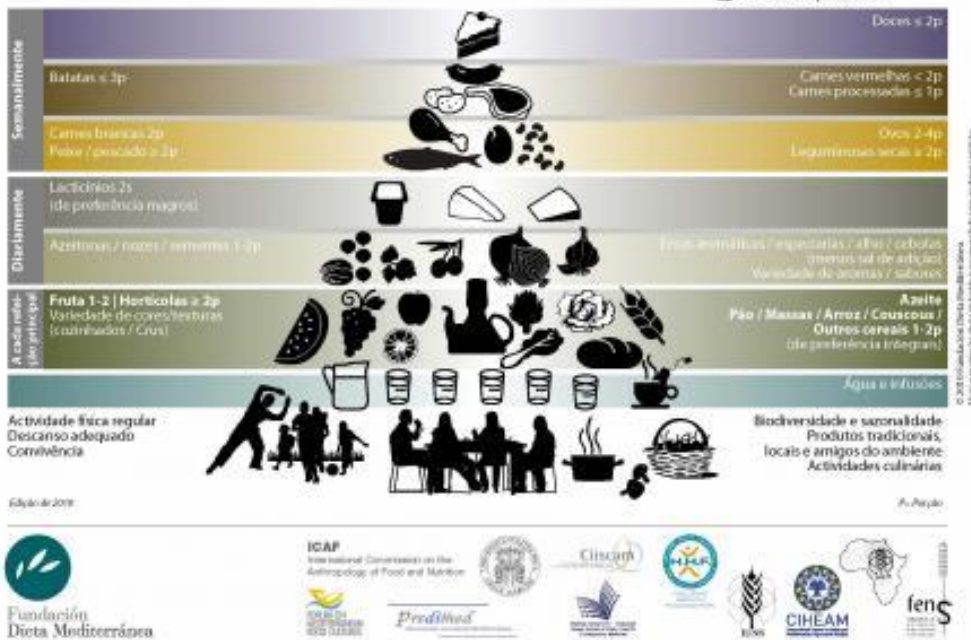 Doces ≤ 2p
Semanalmente
Batatas ≤ 3p
Carnes vermelhas < 2p
Carnes processadas ≤ 1p
Carnes brancas 2p
Peixe / pescado ≥ 2p
Ovos 2-4p
Leguminosas secas ≥ 2p
Diariamente
Lacticínios 2s
(de preferência magros)
Azeitonas / nozes / sementes 1-2p
Ervas aromáticas / especiarias / alho / cebolas
(menos sal de adição)
Variedade de aromas / sabores
A cada refei-
ção principal
Fruta 1-2 | Hortícolas ≥ 2p
Variedade de cores/texturas
(cozinhados / Crus)
Azeite
Pão / Massas / Arroz / Couscous /
Outros cereais 1-2p
(de preferência integrais)
Água e infusões
Actividade física regular
Descanso adequado
Convivência
Biodiversidade e sazonalidade
Produtos tradicionais,
locais e amigos do ambiente
Actividades culinárias
Edição de 2010
P= Porção
Fundación
Dieta Mediterránea
ICAF
International Commission on the
Anthropology of Food and Nutrition
Predimed
Ciiscam
CIHEAM
fens